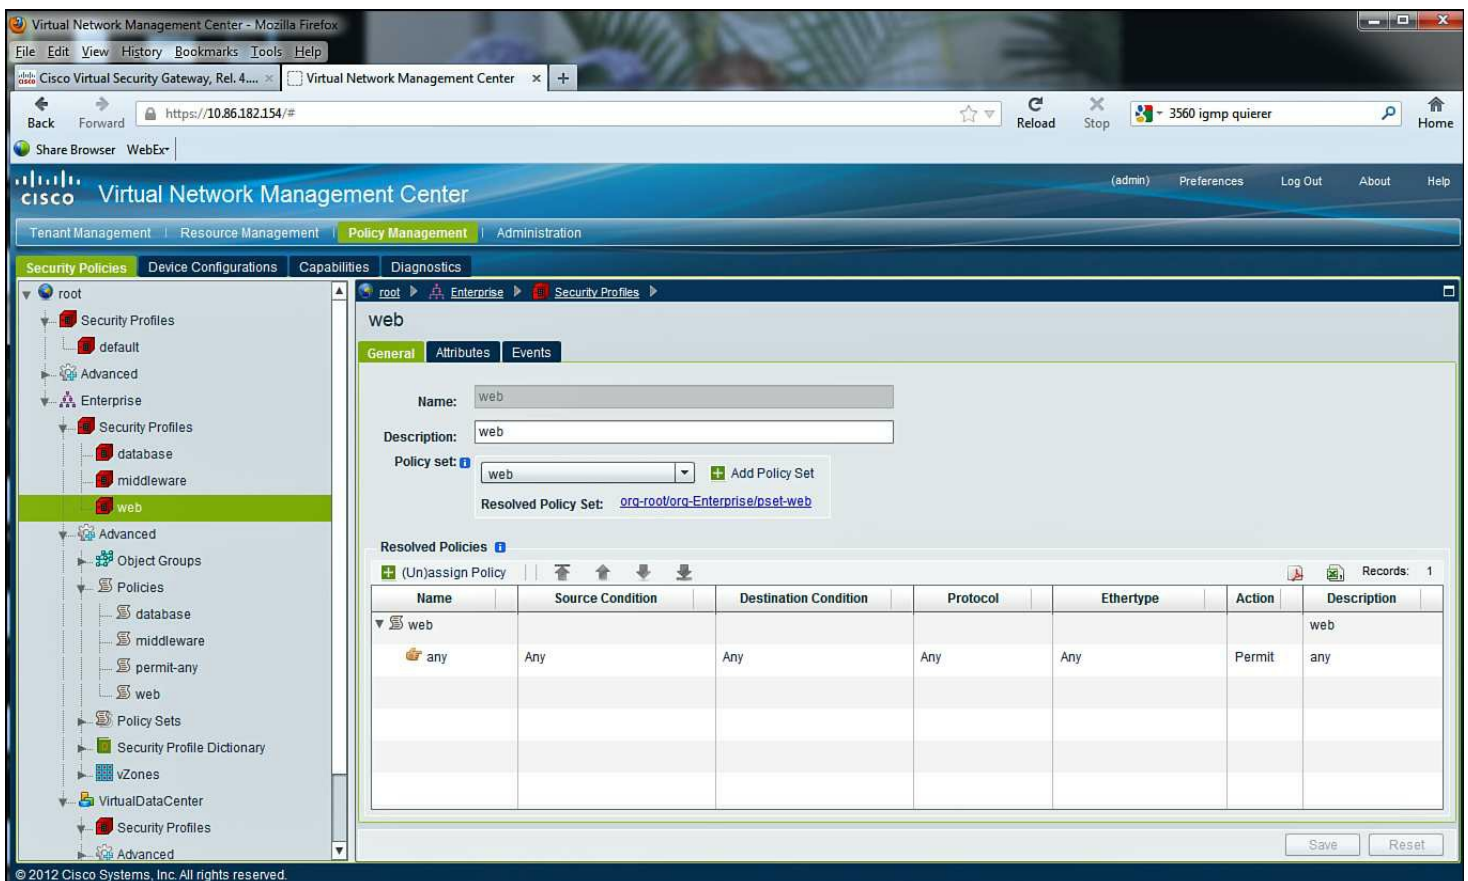 Virtual Network Management Center - Mozilla Firefox
File Edit View History Bookmarks Tools Help
Cisco Virtual Security Gateway, Rel. 4.... × Virtual Network Management Center × +
https://10.86.182.154/# 3560 igmp quierer
Back Forward Reload Stop Home
Share Browser WebEx
CISCO Virtual Network Management Center (admin) Preferences Log Out About Help
Tenant Management | Resource Management | Policy Management | Administration
Security Policies Device Configurations Capabilities Diagnostics
root
Security Profiles
default
Advanced
Enterprise
Security Profiles
database
middleware
web
Advanced
Object Groups
Policies
database
middleware
permit-any
web
Policy Sets
Security Profile Dictionary
vZones
VirtualDataCenter
Security Profiles
Advanced
root Enterprise Security Profiles
web
General Attributes Events
Name: web
Description: web
Policy set: web Add Policy Set
Resolved Policy Set: org-root/org-Enterprise/pset-web
Resolved Policies
(Un)assign Policy Records: 1
Name Source Condition Destination Condition Protocol Ethertype Action Description
web web
any Any Any Any Any Permit any
Save Reset
© 2012 Cisco Systems, Inc. All rights reserved.